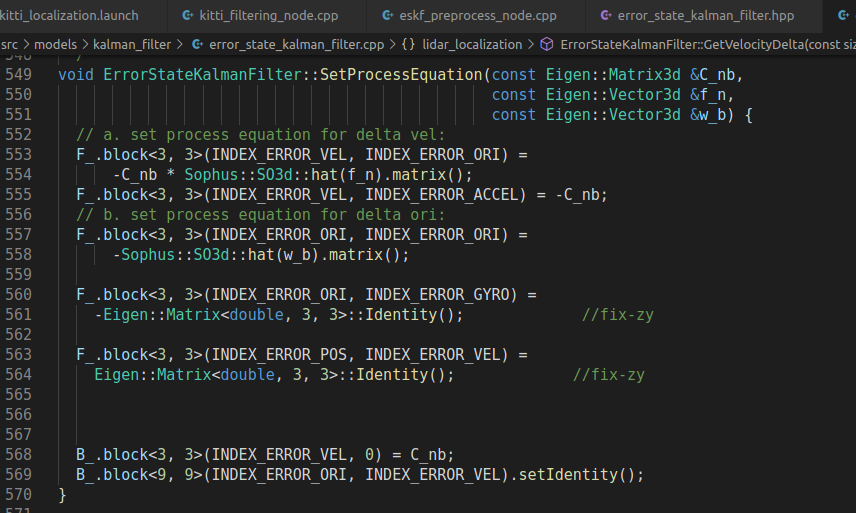 kitti_localization.launch kitti_filtering_node.cpp eskf_preprocess_node.cpp error_state_kalman_filter.hpp
src > models > kalman_filter > error_state_kalman_filter.cpp > {} lidar_localization > ErrorStateKalmanFilter::GetVelocityDelta(const siz
548 /
549 void ErrorStateKalmanFilter::SetProcessEquation(const Eigen::Matrix3d &C_nb,
550 const Eigen::Vector3d &f_n,
551 const Eigen::Vector3d &w_b) {
552 // a. set process equation for delta vel:
553 F_.block<3, 3>(INDEX_ERROR_VEL, INDEX_ERROR_ORI) =
554 -C_nb * Sophus::SO3d::hat(f_n).matrix();
555 F_.block<3, 3>(INDEX_ERROR_VEL, INDEX_ERROR_ACCEL) = -C_nb;
556 // b. set process equation for delta ori:
557 F_.block<3, 3>(INDEX_ERROR_ORI, INDEX_ERROR_ORI) =
558 -Sophus::SO3d::hat(w_b).matrix();
559
560 F_.block<3, 3>(INDEX_ERROR_ORI, INDEX_ERROR_GYRO) =
561 -Eigen::Matrix<double, 3, 3>::Identity(); //fix-zy
562
563 F_.block<3, 3>(INDEX_ERROR_POS, INDEX_ERROR_VEL) =
564 Eigen::Matrix<double, 3, 3>::Identity(); //fix-zy
565
566
567
568 B_.block<3, 3>(INDEX_ERROR_VEL, 0) = C_nb;
569 B_.block<9, 9>(INDEX_ERROR_ORI, INDEX_ERROR_VEL).setIdentity();
570 }
571